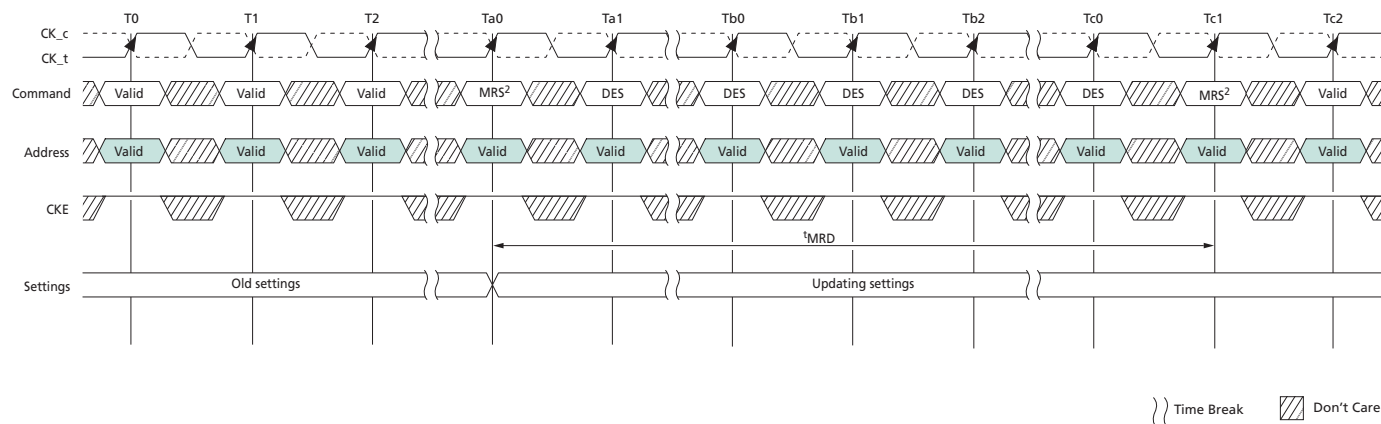 T0 T1 T2 Ta0 Ta1 Tb0 Tb1 Tb2 Tc0 Tc1 Tc2
CK_c
CK_t
Command Valid Valid Valid MRS² DES DES DES DES DES MRS² Valid
Address Valid Valid Valid Valid Valid Valid Valid Valid Valid Valid Valid
CKE
ᵗMRD
Settings Old settings Updating settings
Time Break Don't Care